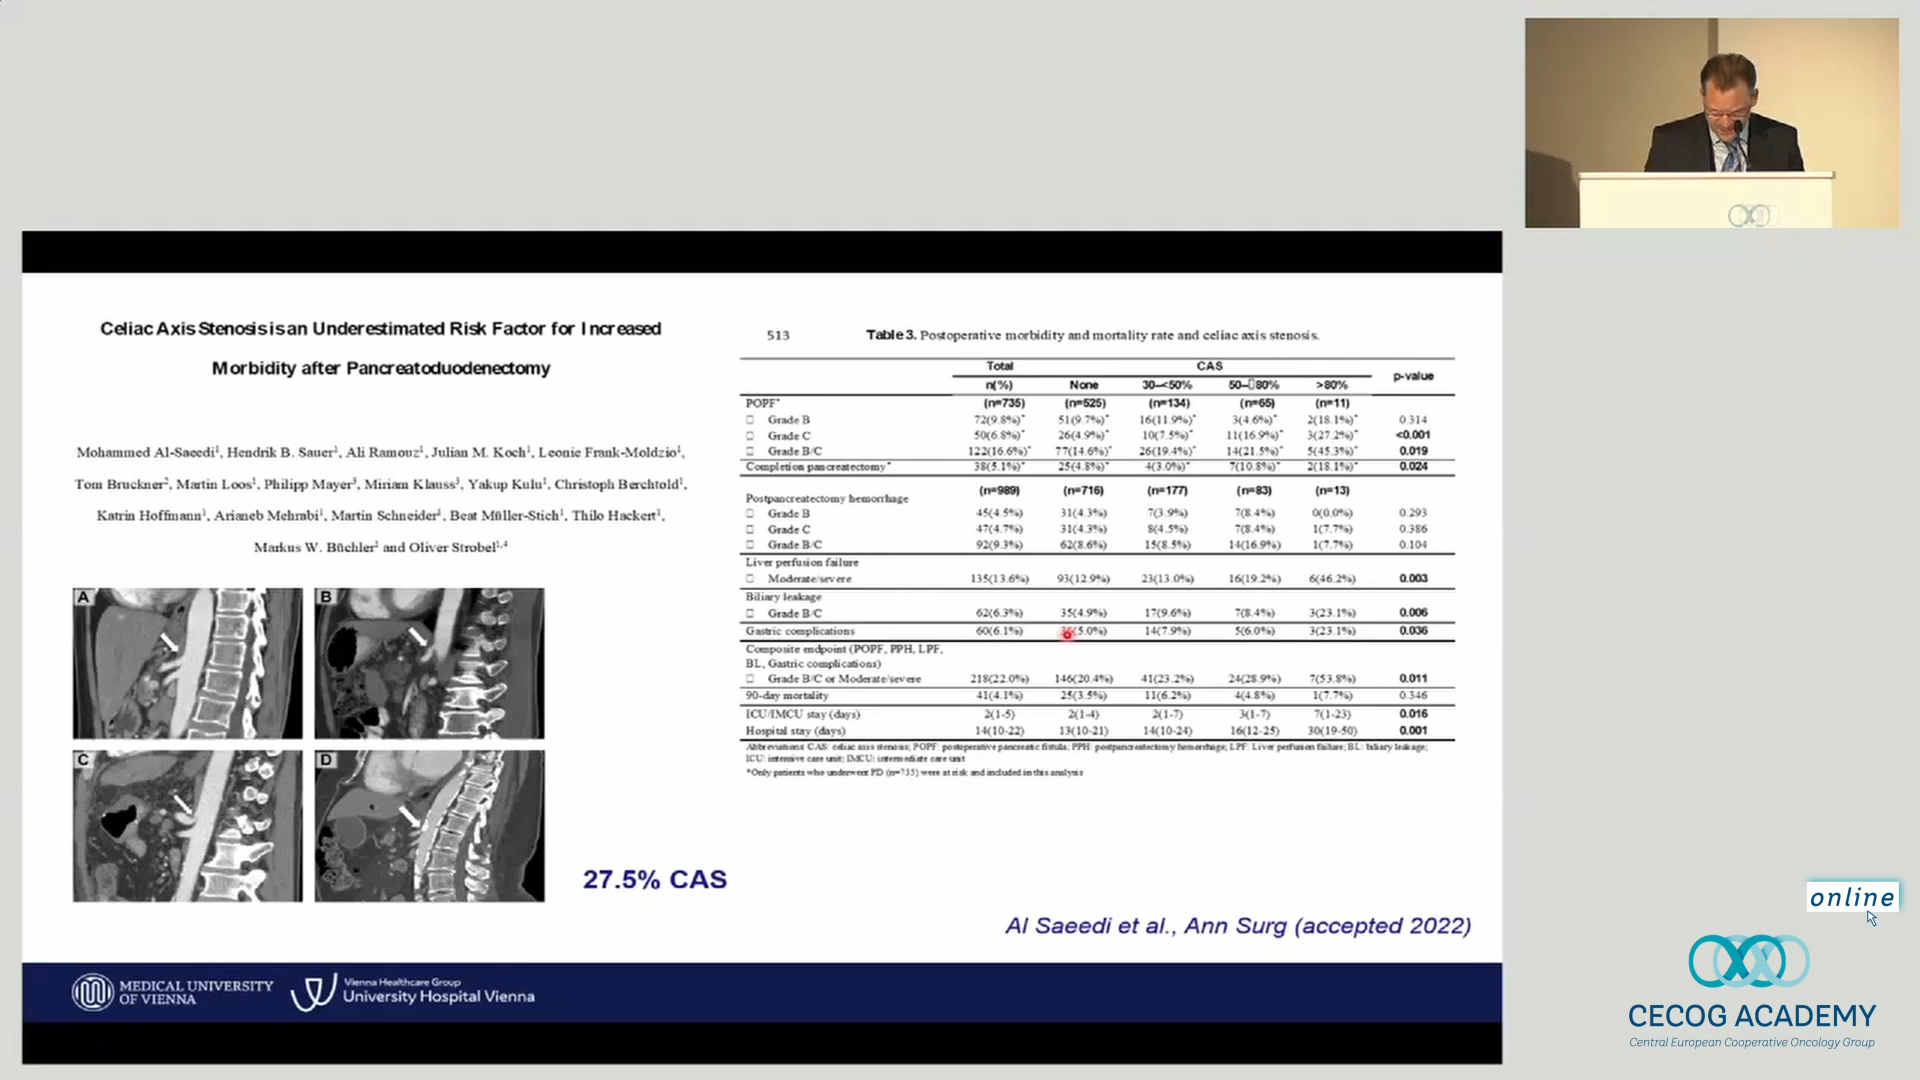 Celiac Axis Stenosis is an Underestimated Risk Factor for Increased
Morbidity after Pancreatoduodenectomy
Mohammed Al-Saeedi¹, Hendrik B. Sauer¹, Ali Ramouz¹, Julian M. Koch¹, Leonie Frank-Moldzio¹,
Tom Bruckner², Martin Loos¹, Philipp Mayer³, Miriam Klauss³, Yakup Kulu¹, Christoph Berchtold¹,
Katrin Hoffmann¹, Arianeb Mehrabi¹, Martin Schneider¹, Beat Müller-Stich¹, Thilo Hackert¹,
Markus W. Büchler¹ and Oliver Strobel¹,⁴
A
B
C
D
27.5% CAS
513 Table 3. Postoperative morbidity and mortality rate and celiac axis stenosis.
Total CAS p-value
n(%) None 30–<50% 50–□80% >80%
POPF* (n=735) (n=525) (n=134) (n=65) (n=11)
□ Grade B 72(9.8%)* 51(9.7%)* 16(11.9%)* 3(4.6%)* 2(18.1%)* 0.314
□ Grade C 50(6.8%)* 26(4.9%)* 10(7.5%)* 11(16.9%)* 3(27.2%)* <0.001
□ Grade B/C 122(16.6%)* 77(14.6%)* 26(19.4%)* 14(21.5%)* 5(45.3%)* 0.019
Completion pancreatectomy* 38(5.1%)* 25(4.8%)* 4(3.0%)* 7(10.8%)* 2(18.1%)* 0.024
Postpancreatectomy hemorrhage (n=989) (n=716) (n=177) (n=83) (n=13)
□ Grade B 45(4.5%) 31(4.3%) 7(3.9%) 7(8.4%) 0(0.0%) 0.293
□ Grade C 47(4.7%) 31(4.3%) 8(4.5%) 7(8.4%) 1(7.7%) 0.386
□ Grade B/C 92(9.3%) 62(8.6%) 15(8.5%) 14(16.9%) 1(7.7%) 0.104
Liver perfusion failure
□ Moderate/severe 135(13.6%) 93(12.9%) 23(13.0%) 16(19.2%) 6(46.2%) 0.003
Biliary leakage
□ Grade B/C 62(6.3%) 35(4.9%) 17(9.6%) 7(8.4%) 3(23.1%) 0.006
Gastric complications 60(6.1%) (5.0%) 14(7.9%) 5(6.0%) 3(23.1%) 0.036
Composite endpoint (POPF, PPH, LPF,
BL, Gastric complications)
□ Grade B/C or Moderate/severe 218(22.0%) 146(20.4%) 41(23.2%) 24(28.9%) 7(53.8%) 0.011
90-day mortality 41(4.1%) 25(3.5%) 11(6.2%) 4(4.8%) 1(7.7%) 0.346
ICU/IMCU stay (days) 2(1-5) 2(1-4) 2(1-7) 3(1-7) 7(1-23) 0.016
Hospital stay (days) 14(10-22) 13(10-21) 14(10-24) 16(12-25) 30(19-50) 0.001
Abbreviations CAS: celiac axis stenosis; POPF: postoperative pancreatic fistula; PPH: postpancreatectomy hemorrhage; LPF: Liver perfusion failure; BL: biliary leakage;
ICU: intensive care unit; IMCU: intermediate care unit
*Only patients who underwent PD (n=735) were at risk and included in this analysis
Al Saeedi et al., Ann Surg (accepted 2022)
MEDICAL UNIVERSITY
OF VIENNA
Vienna Healthcare Group
University Hospital Vienna
online
CECOG ACADEMY
Central European Cooperative Oncology Group